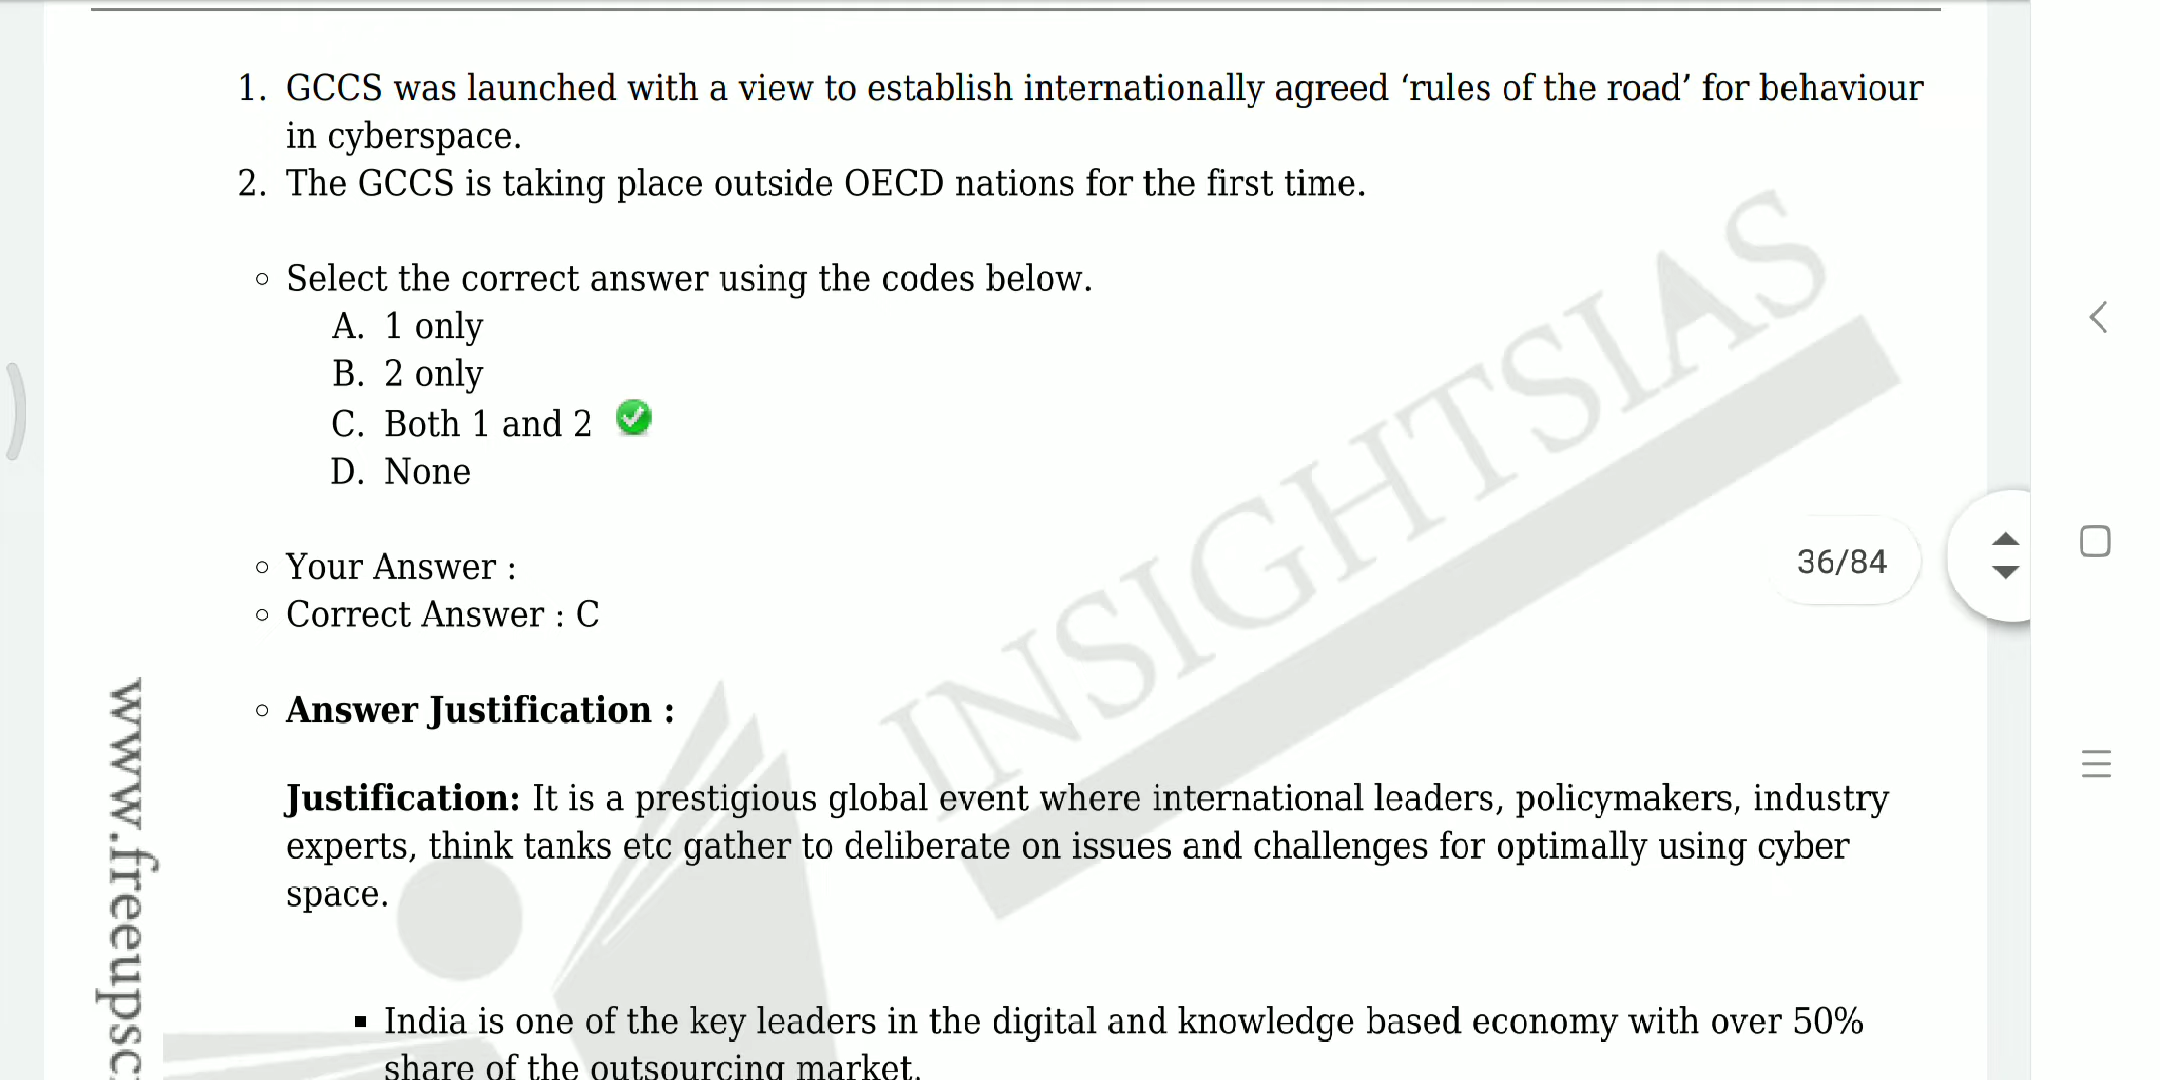 1. GCCS was launched with a view to establish internationally agreed ‘rules of the road’ for behaviour
in cyberspace.
2. The GCCS is taking place outside OECD nations for the first time.
Select the correct answer using the codes below.
A. 1 only
B. 2 only
C. Both 1 and 2
D. None
Your Answer :
Correct Answer : C
Answer Justification :
Justification: It is a prestigious global event where international leaders, policymakers, industry
experts, think tanks etc gather to deliberate on issues and challenges for optimally using cyber
space.
India is one of the key leaders in the digital and knowledge based economy with over 50%
share of the outsourcing market.
36/84
INSIGHTSIAS
www.freeupsc